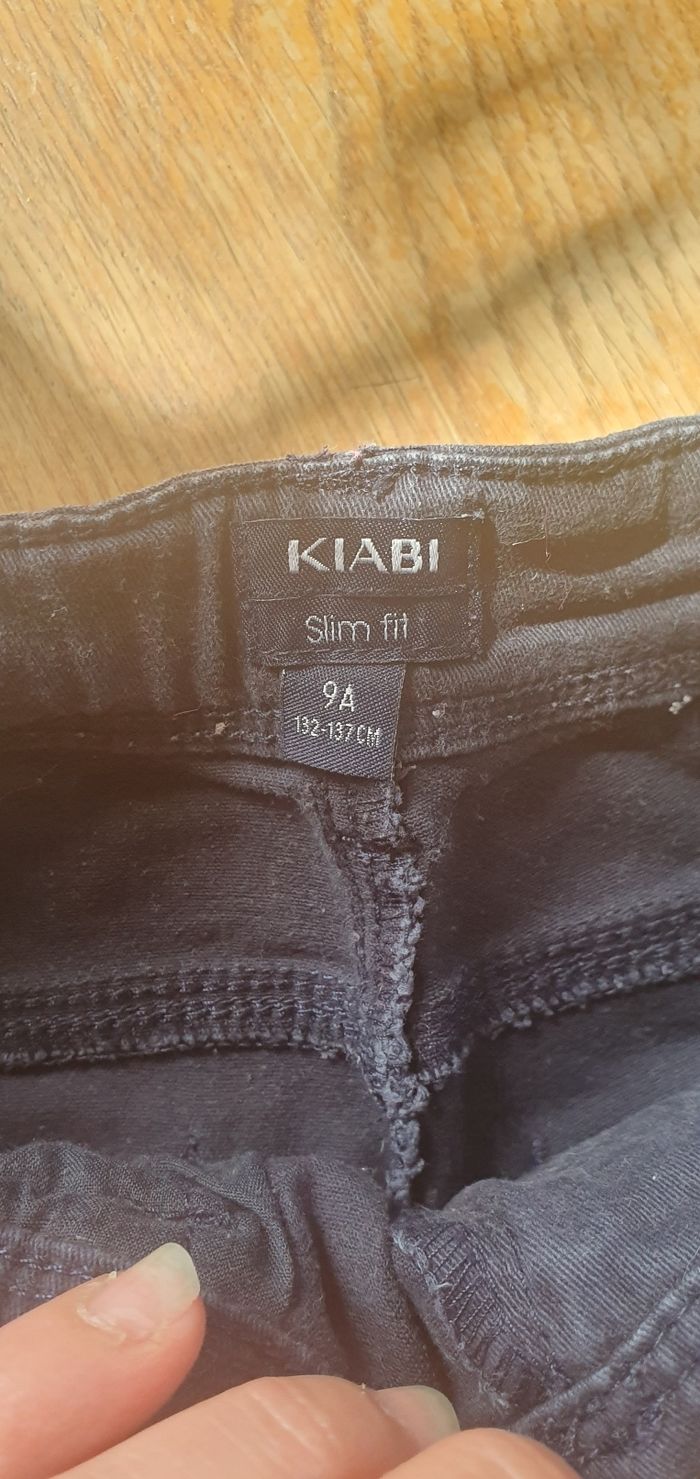 KIABI
Slim fit
9A
132-137CM